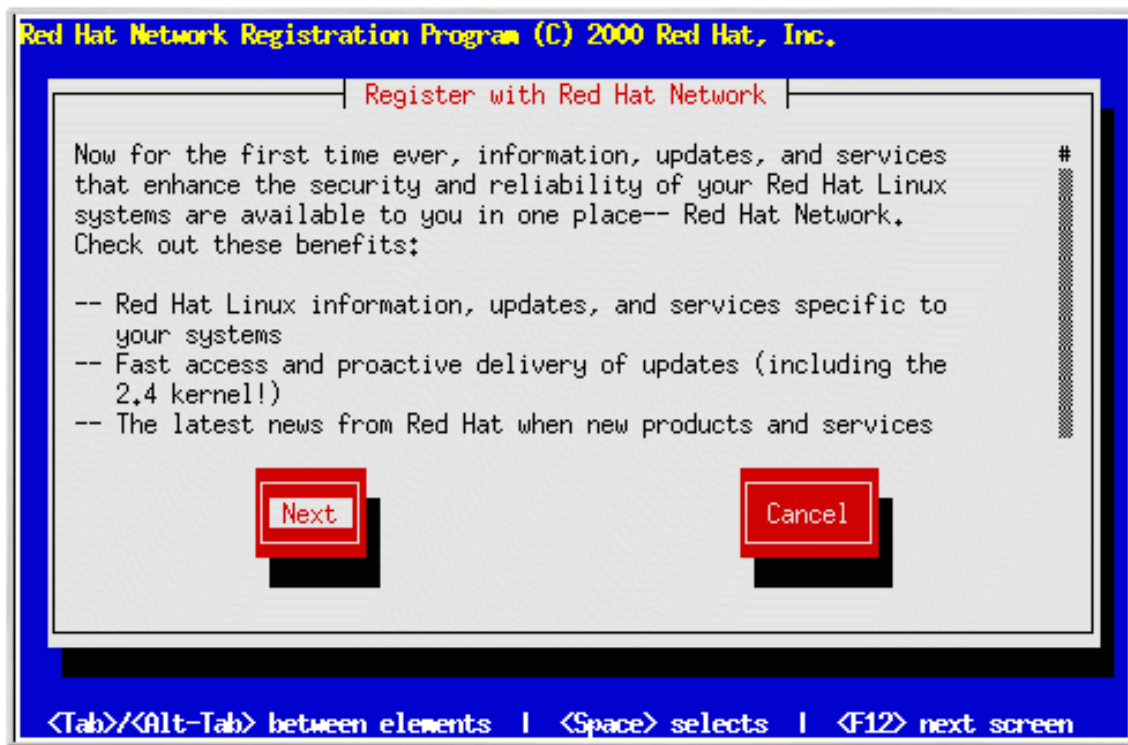 Red Hat Network Registration Program (C) 2000 Red Hat, Inc.
Register with Red Hat Network
Now for the first time ever, information, updates, and services
that enhance the security and reliability of your Red Hat Linux
systems are available to you in one place-- Red Hat Network.
Check out these benefits:
-- Red Hat Linux information, updates, and services specific to
your systems
-- Fast access and proactive delivery of updates (including the
2.4 kernel!)
-- The latest news from Red Hat when new products and services
#
Next
Cancel
<Tab>/<Alt-Tab> between elements | <Space> selects | <F12> next screen